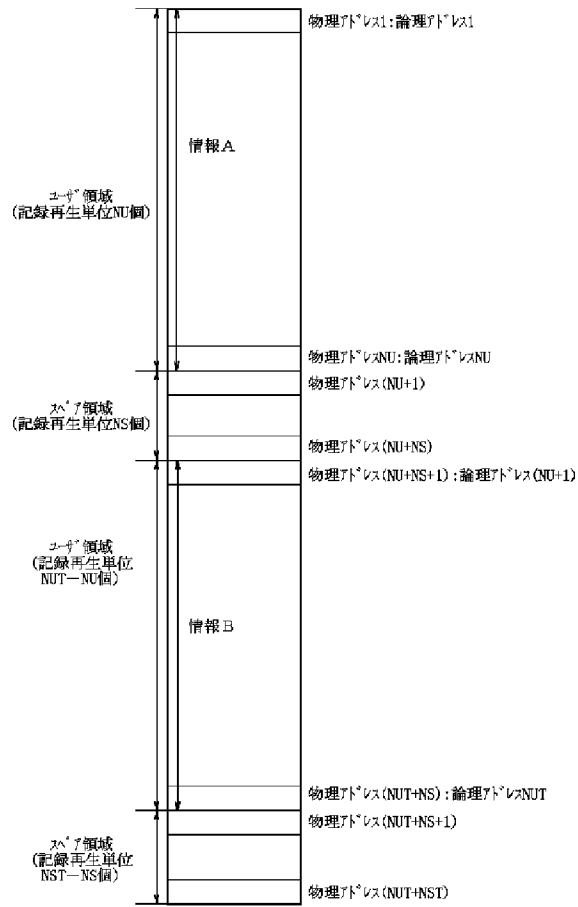 物理アドレス1:論理アドレス1
情報A
ユーザ領域
(記録再生単位NU個)
物理アドレスNU:論理アドレスNU
物理アドレス(NU+1)
スペア領域
(記録再生単位NS個)
物理アドレス(NU+NS)
物理アドレス(NU+NS+1):論理アドレス(NU+1)
ユーザ領域
(記録再生単位
NUT−NU個)
情報B
物理アドレス(NUT+NS):論理アドレスNUT
物理アドレス(NUT+NS+1)
スペア領域
(記録再生単位
NST−NS個)
物理アドレス(NUT+NST)